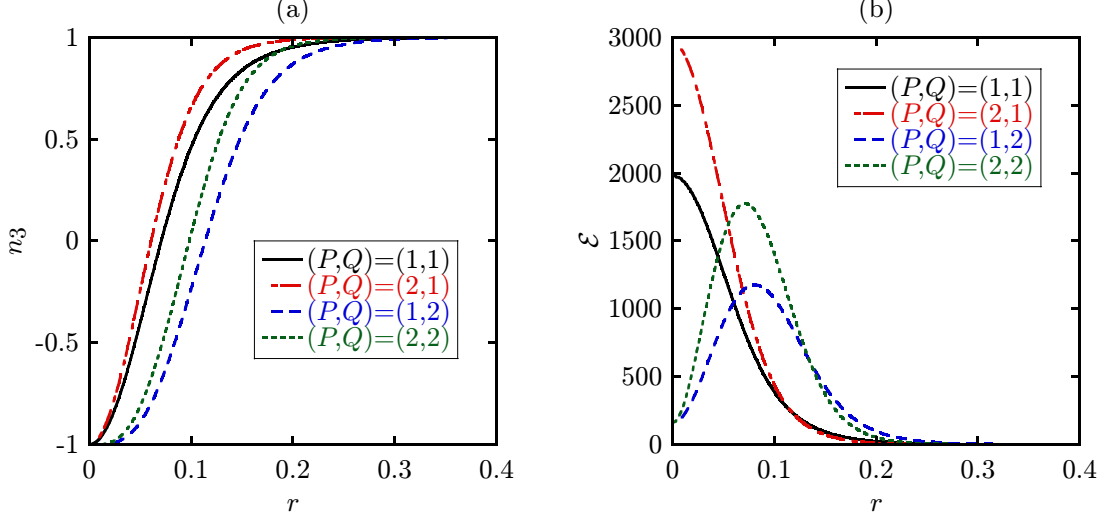 (a)
1
0.5
0
-0.5
-1
n3
0
0.1
0.2
0.3
0.4
r
(P,Q)=(1,1)
(P,Q)=(2,1)
(P,Q)=(1,2)
(P,Q)=(2,2)
(b)
3000
2500
2000
1500
1000
500
0
ℰ
0
0.1
0.2
0.3
0.4
r
(P,Q)=(1,1)
(P,Q)=(2,1)
(P,Q)=(1,2)
(P,Q)=(2,2)